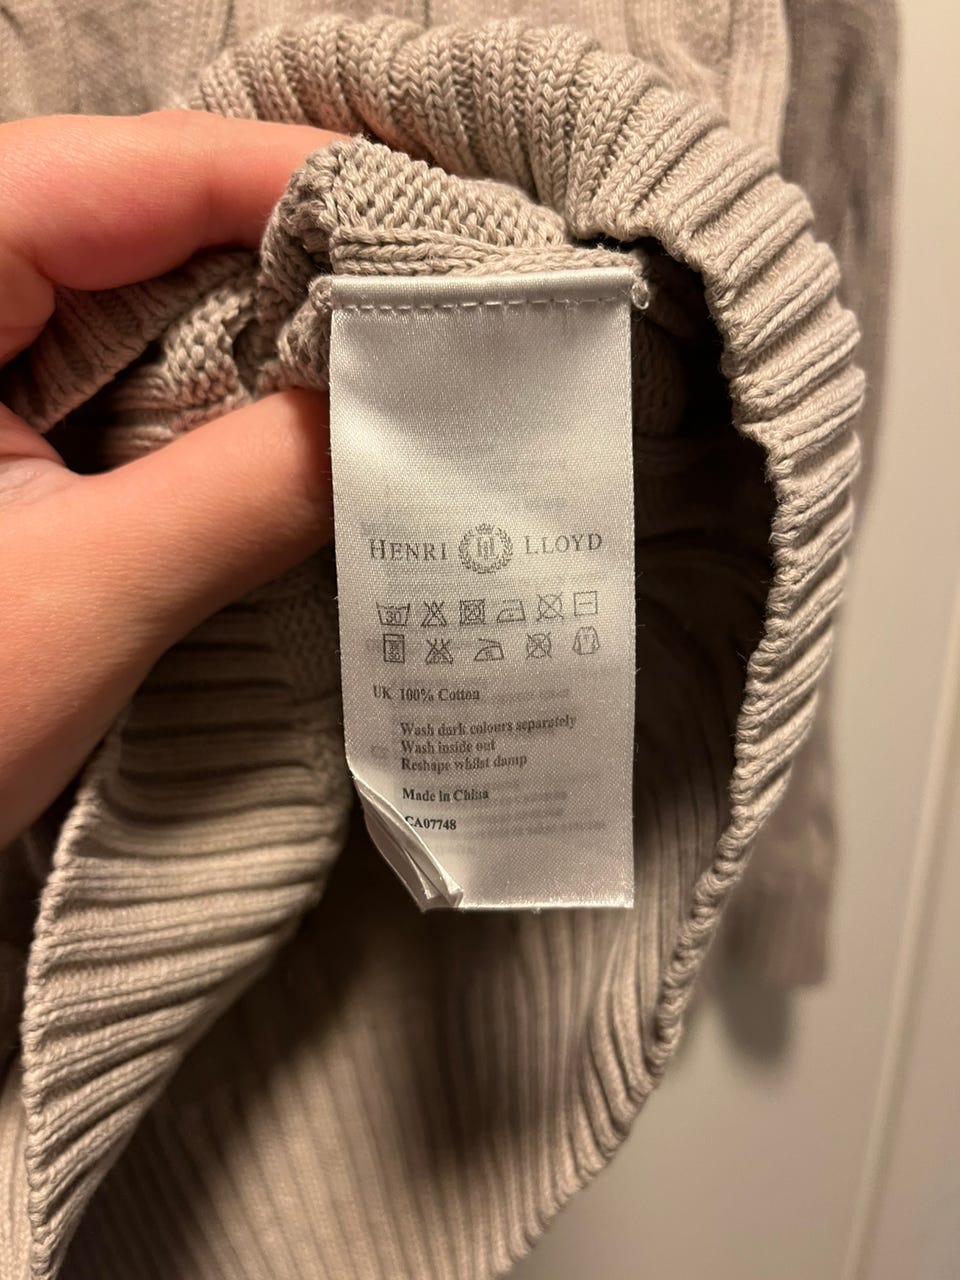 HENRI LLOYD
30
UK 100% Cotton
Wash dark colours separately
Wash inside out
Reshape whilst damp
Made in China
CA07748